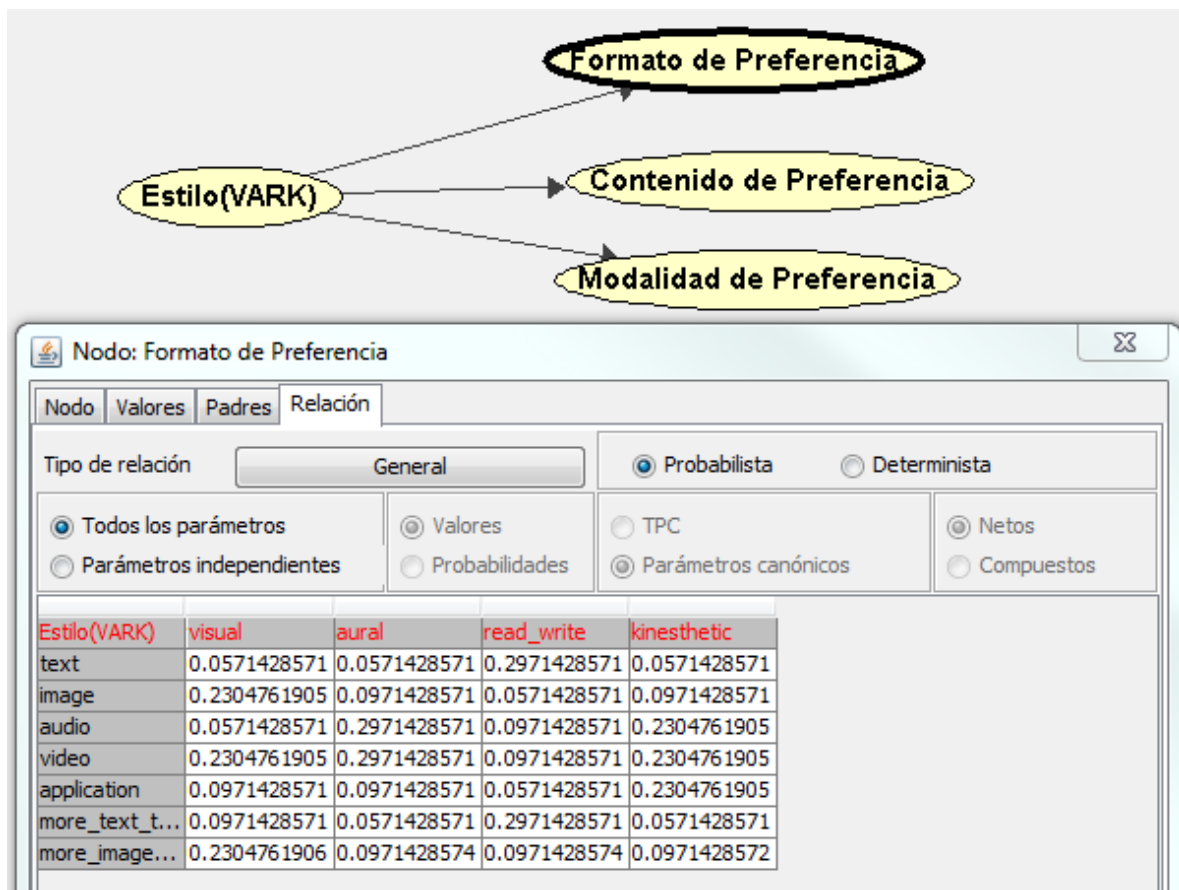 Formato de Preferencia
Contenido de Preferencia
Estilo(VARK)
Modalidad de Preferencia
Nodo: Formato de Preferencia
Nodo Valores Padres Relación
Tipo de relación General Probabilista Determinista
Todos los parámetros Valores TPC Netos
Parámetros independientes Probabilidades Parámetros canónicos Compuestos
Estilo(VARK) visual aural read_write kinesthetic
text 0.0571428571 0.0571428571 0.2971428571 0.0571428571
image 0.2304761905 0.0971428571 0.0571428571 0.0971428571
audio 0.0571428571 0.2971428571 0.0971428571 0.2304761905
video 0.2304761905 0.2971428571 0.0971428571 0.2304761905
application 0.0971428571 0.0971428571 0.0571428571 0.2304761905
more_text_t... 0.0971428571 0.0571428571 0.2971428571 0.0571428571
more_image... 0.2304761906 0.0971428574 0.0971428574 0.0971428572